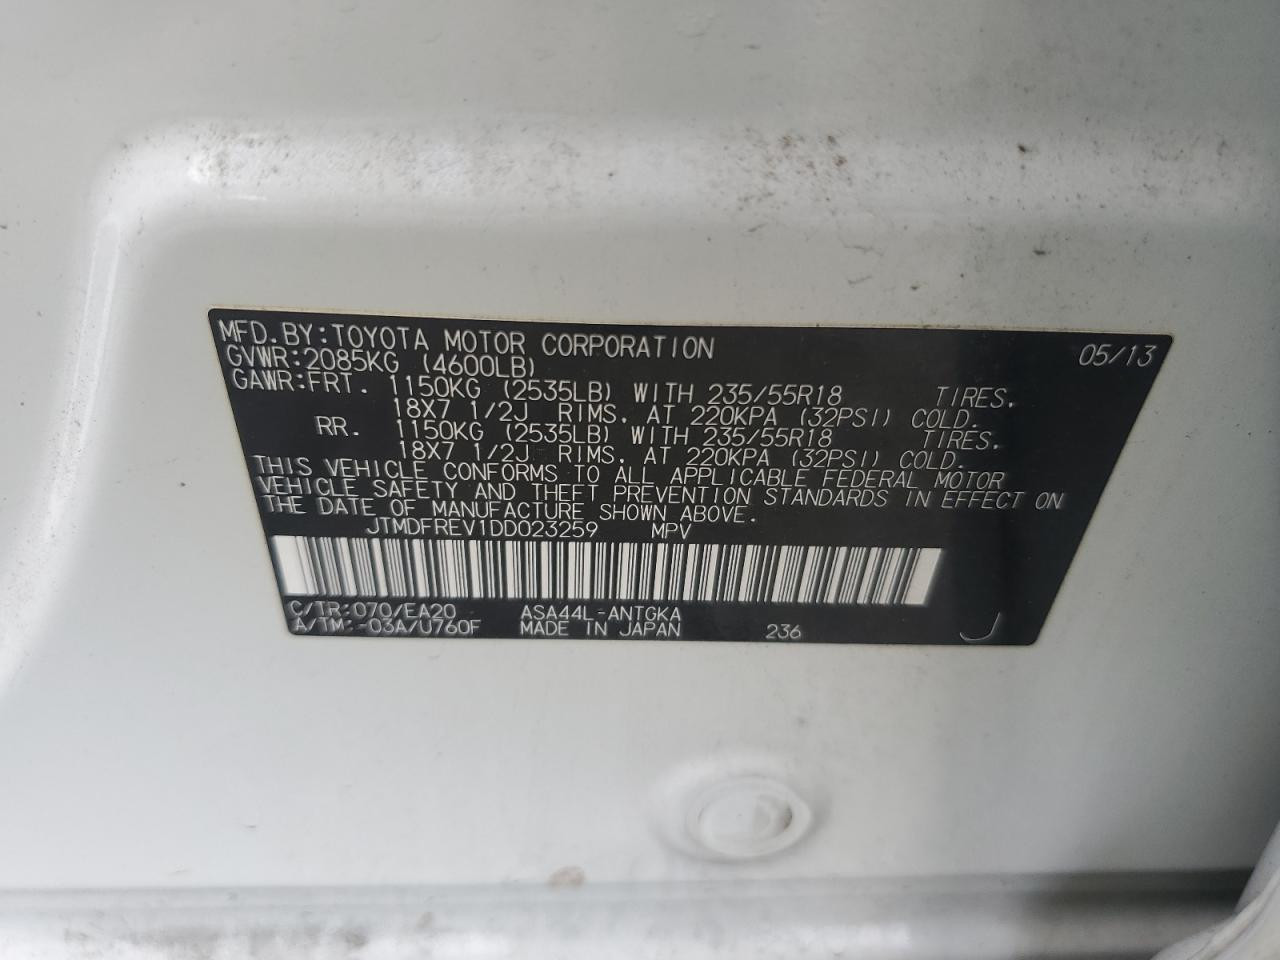 MFD.BY:TOYOTA MOTOR CORPORATION 05/13
GVWR:2085KG (4600LB)
GAWR:FRT. 1150KG (2535LB) WITH 235/55R18 TIRES.
18X7 1/2J RIMS, AT 220KPA (32PSI) COLD.
RR. 1150KG (2535LB) WITH 235/55R18 TIRES.
18X7 1/2J RIMS, AT 220KPA (32PSI) COLD.
THIS VEHICLE CONFORMS TO ALL APPLICABLE FEDERAL MOTOR
VEHICLE SAFETY AND THEFT PREVENTION STANDARDS IN EFFECT ON
THE DATE OF MANUFACTURE SHOWN ABOVE.
JTMDFREV1DD023259 MPV
C/TR:070/EA20 ASA44L-ANTGKA
A/TM:-03A/U760F MADE IN JAPAN 236 J